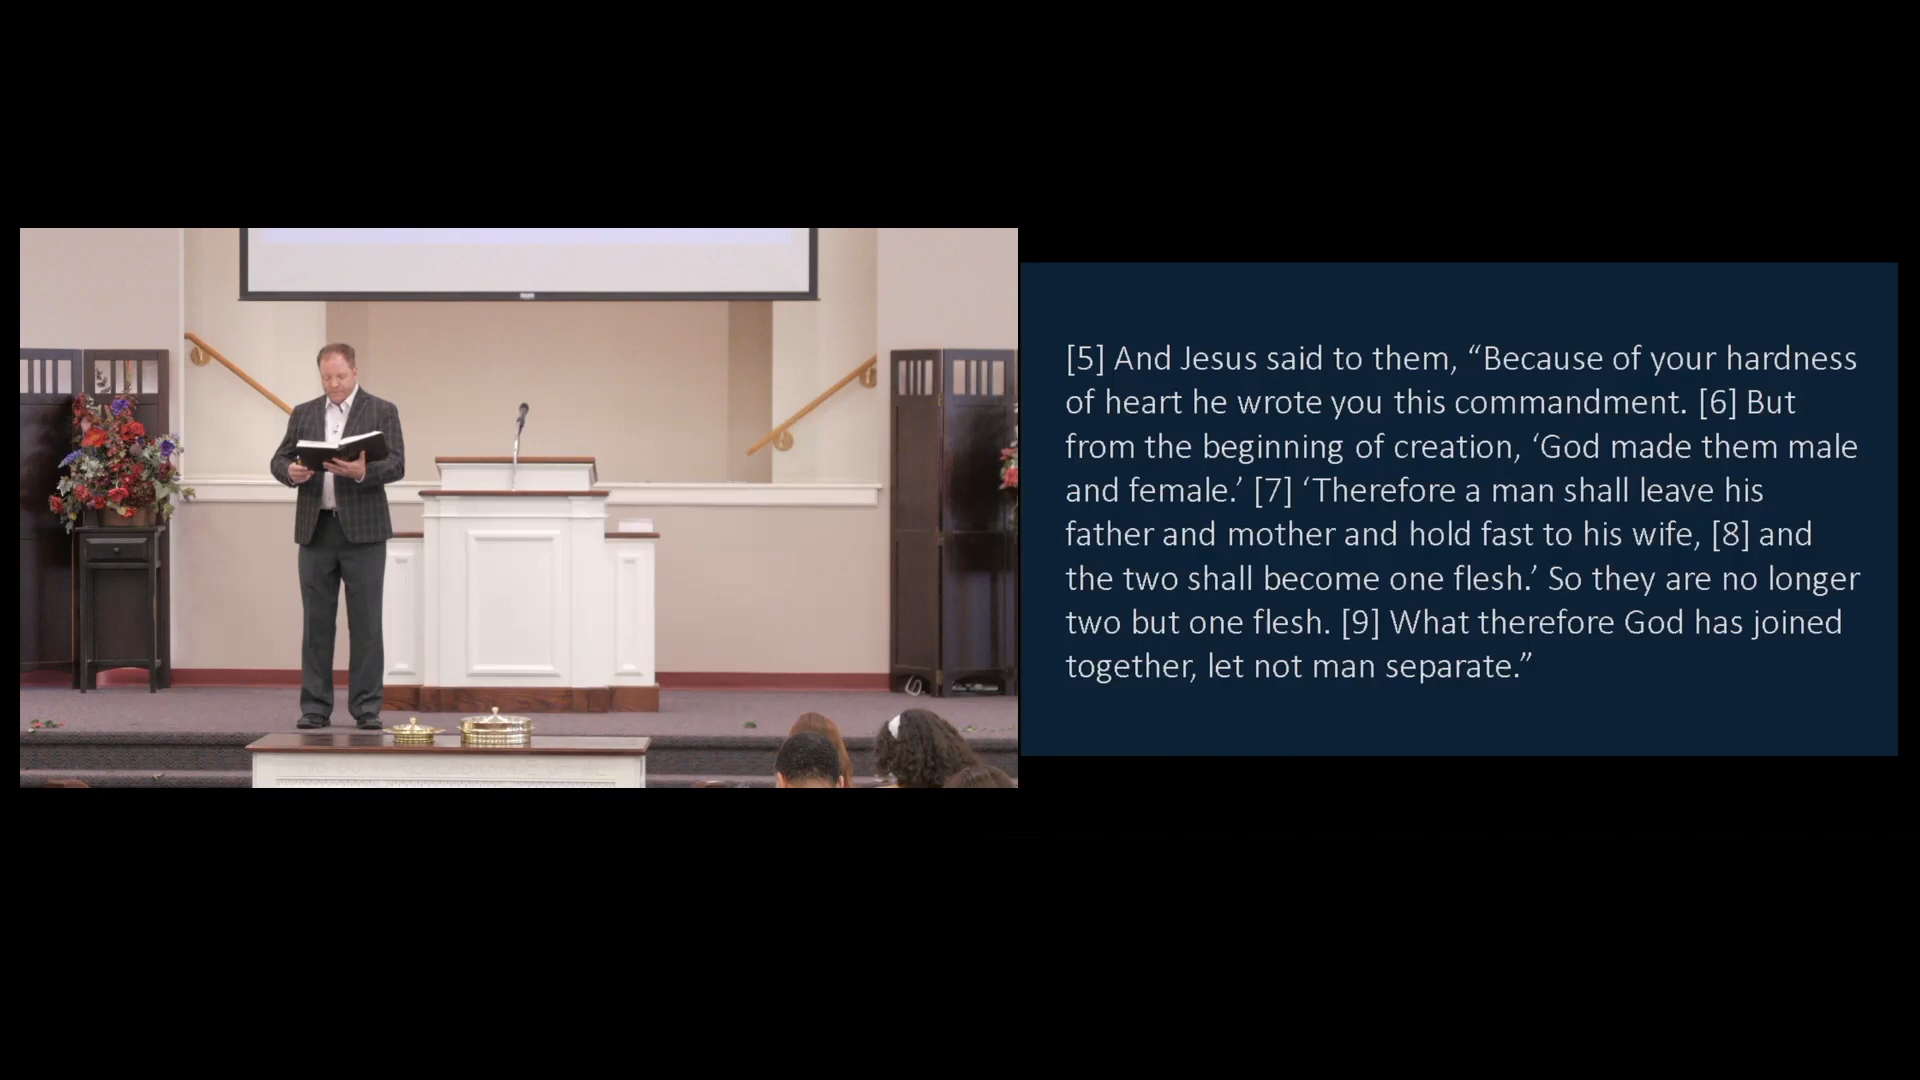 [5] And Jesus said to them, “Because of your hardness
of heart he wrote you this commandment. [6] But
from the beginning of creation, ‘God made them male
and female.’ [7] ‘Therefore a man shall leave his
father and mother and hold fast to his wife, [8] and
the two shall become one flesh.’ So they are no longer
two but one flesh. [9] What therefore God has joined
together, let not man separate.”